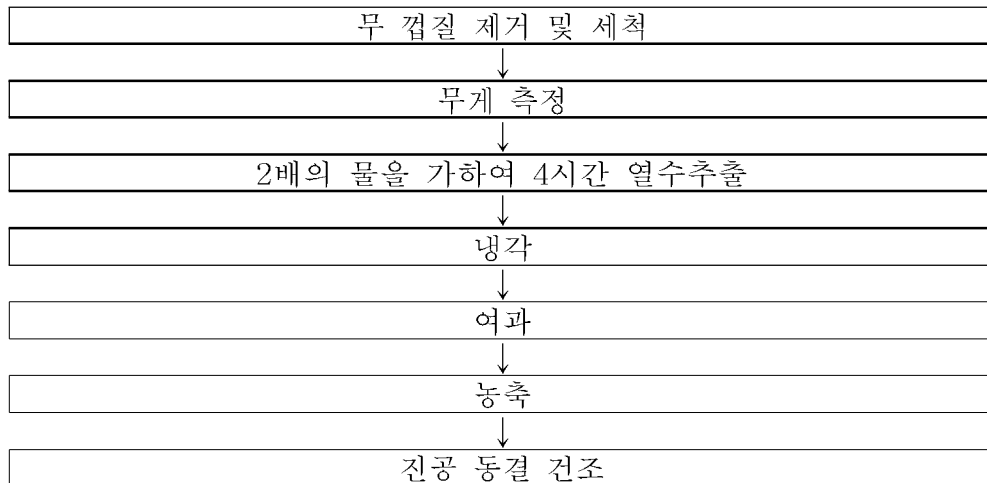 무 껍질 제거 및 세척
↓
무게 측정
↓
2배의 물을 가하여 4시간 열수추출
↓
냉각
↓
여과
↓
농축
↓
진공 동결 건조